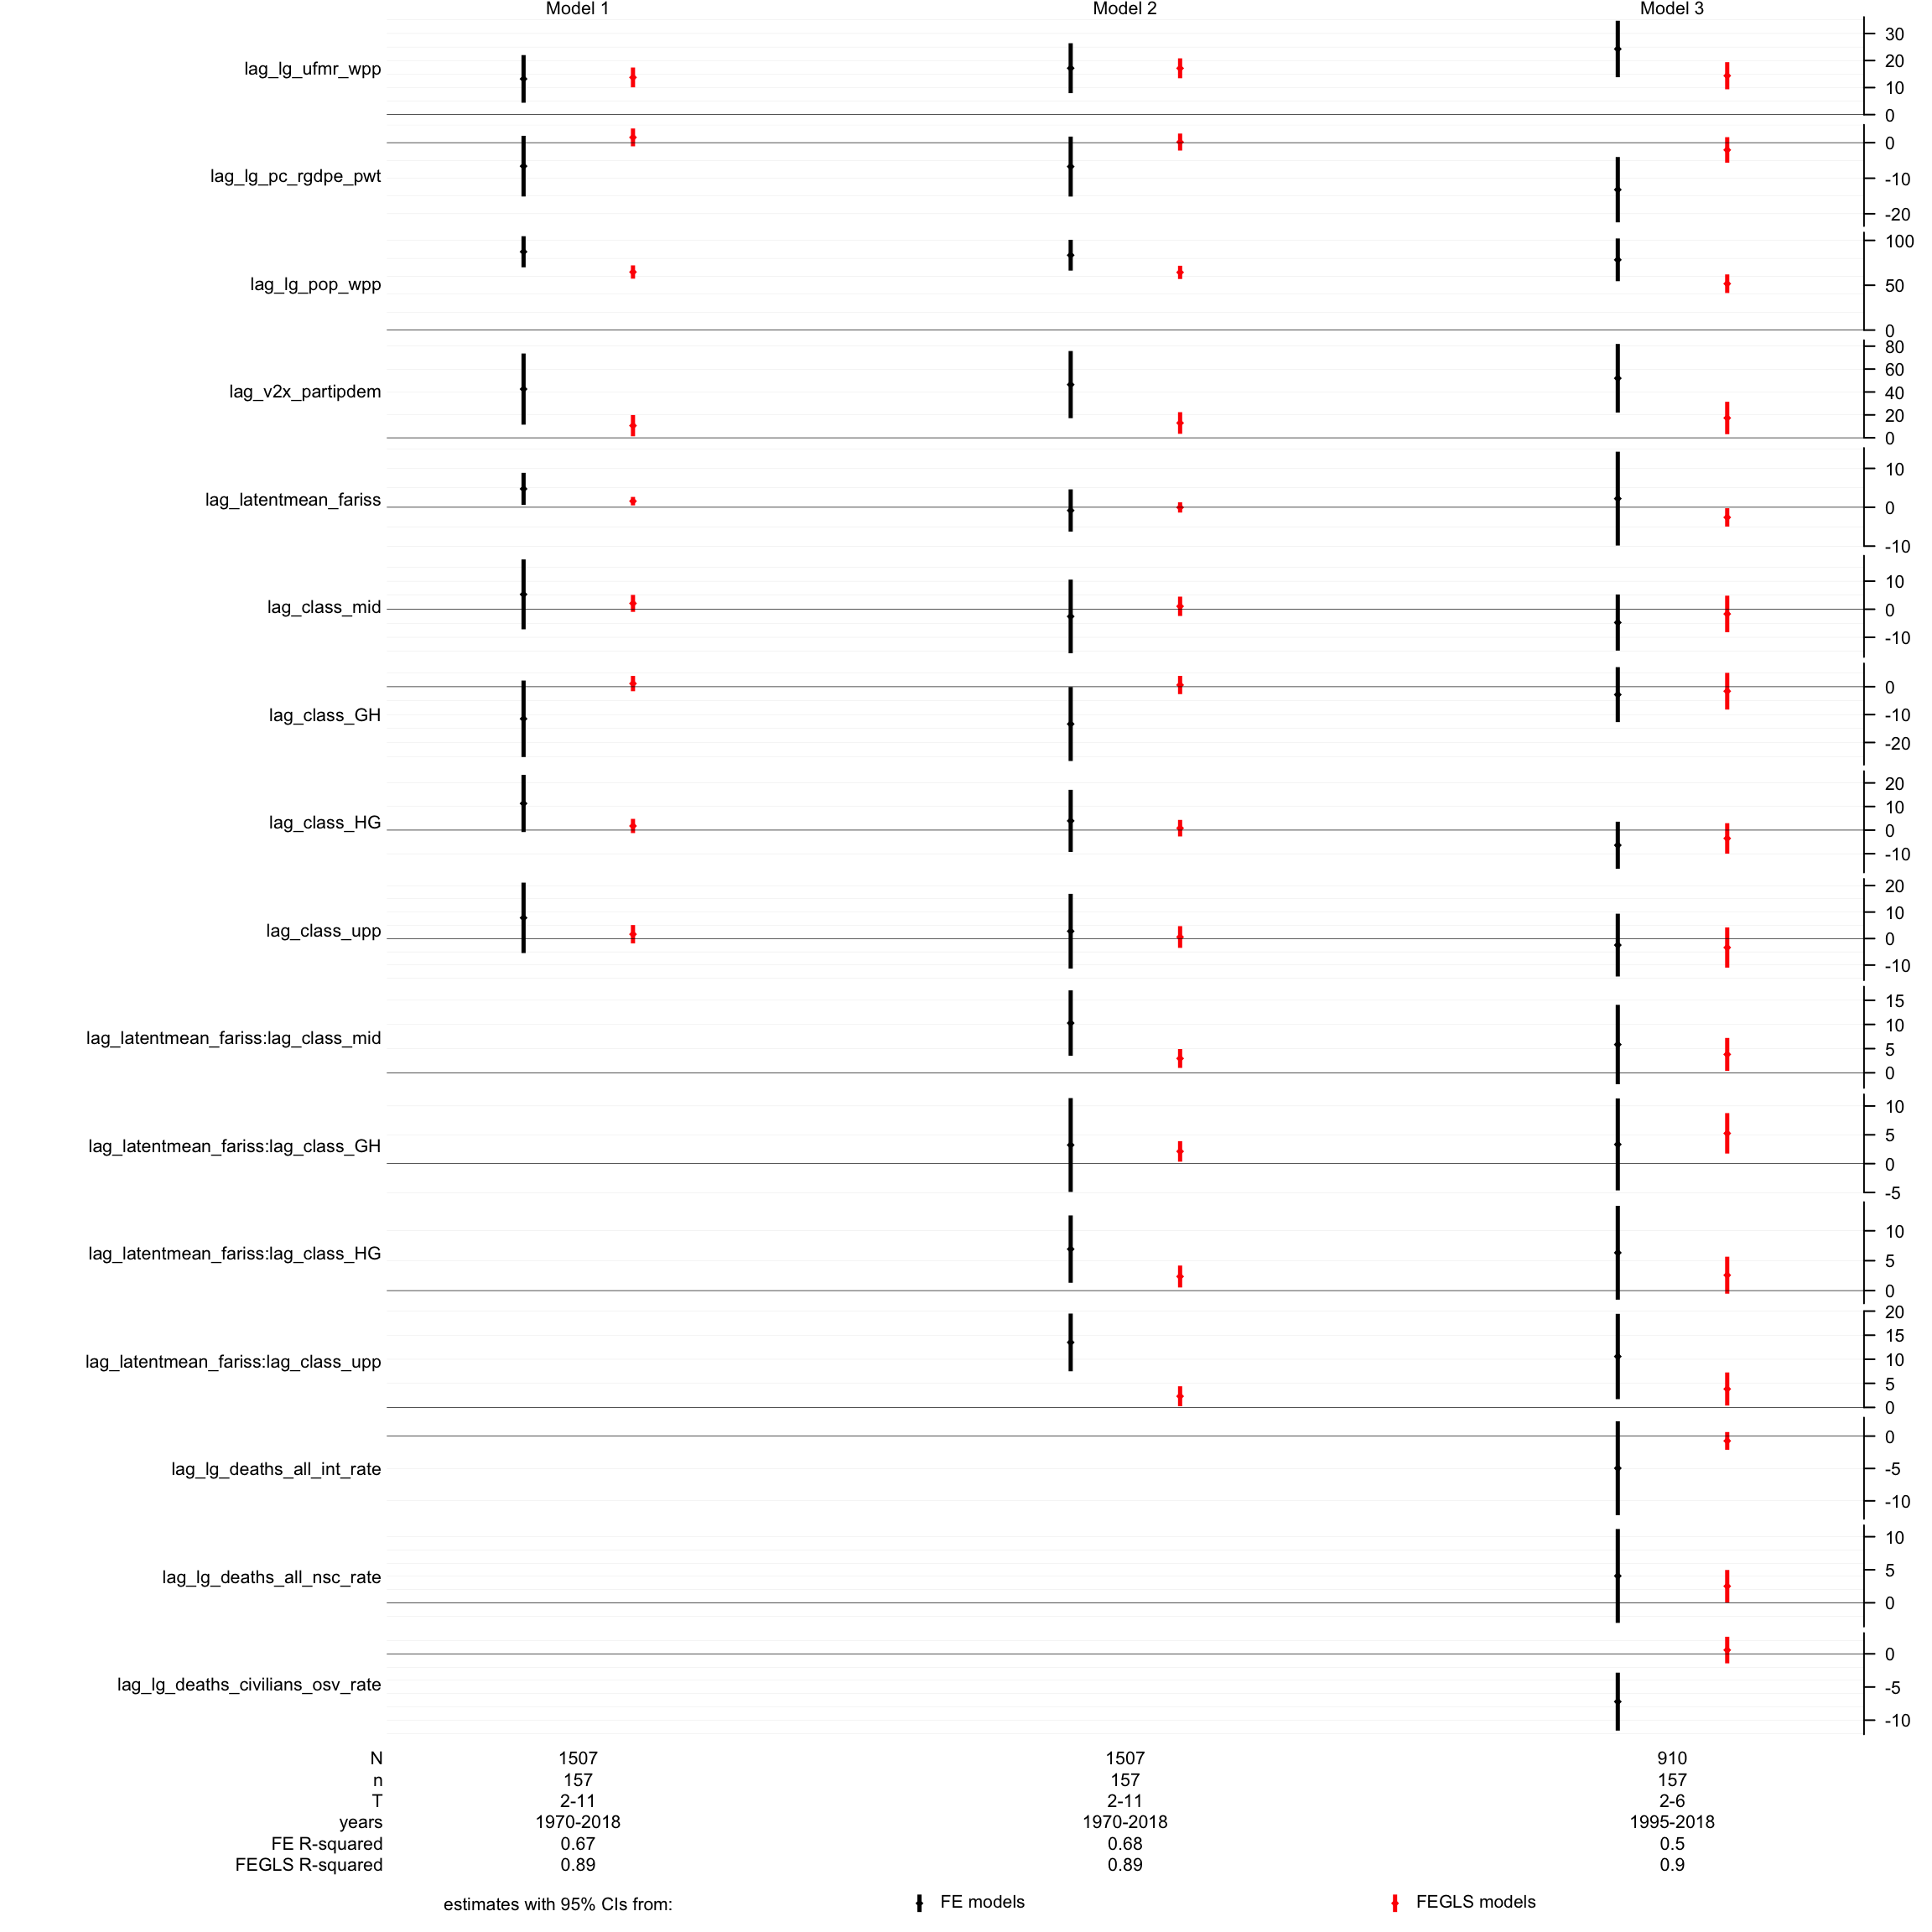 Model 1 Model 2 Model 3
lag_lg_ufmr_wpp
30
20
10
0
lag_lg_pc_rgdpe_pwt
0
-10
-20
lag_lg_pop_wpp
100
50
0
lag_v2x_partipdem
80
60
40
20
0
lag_latentmean_fariss
10
0
-10
lag_class_mid
10
0
-10
lag_class_GH
0
-10
-20
lag_class_HG
20
10
0
-10
lag_class_upp
20
10
0
-10
lag_latentmean_fariss:lag_class_mid
15
10
5
0
lag_latentmean_fariss:lag_class_GH
10
5
0
-5
lag_latentmean_fariss:lag_class_HG
10
5
0
lag_latentmean_fariss:lag_class_upp
20
15
10
5
0
lag_lg_deaths_all_int_rate
0
-5
-10
lag_lg_deaths_all_nsc_rate
10
5
0
lag_lg_deaths_civilians_osv_rate
0
-5
-10
N 1507 1507 910
n 157 157 157
T 2-11 2-11 2-6
years 1970-2018 1970-2018 1995-2018
FE R-squared 0.67 0.68 0.5
FEGLS R-squared 0.89 0.89 0.9
estimates with 95% CIs from: FE models FEGLS models